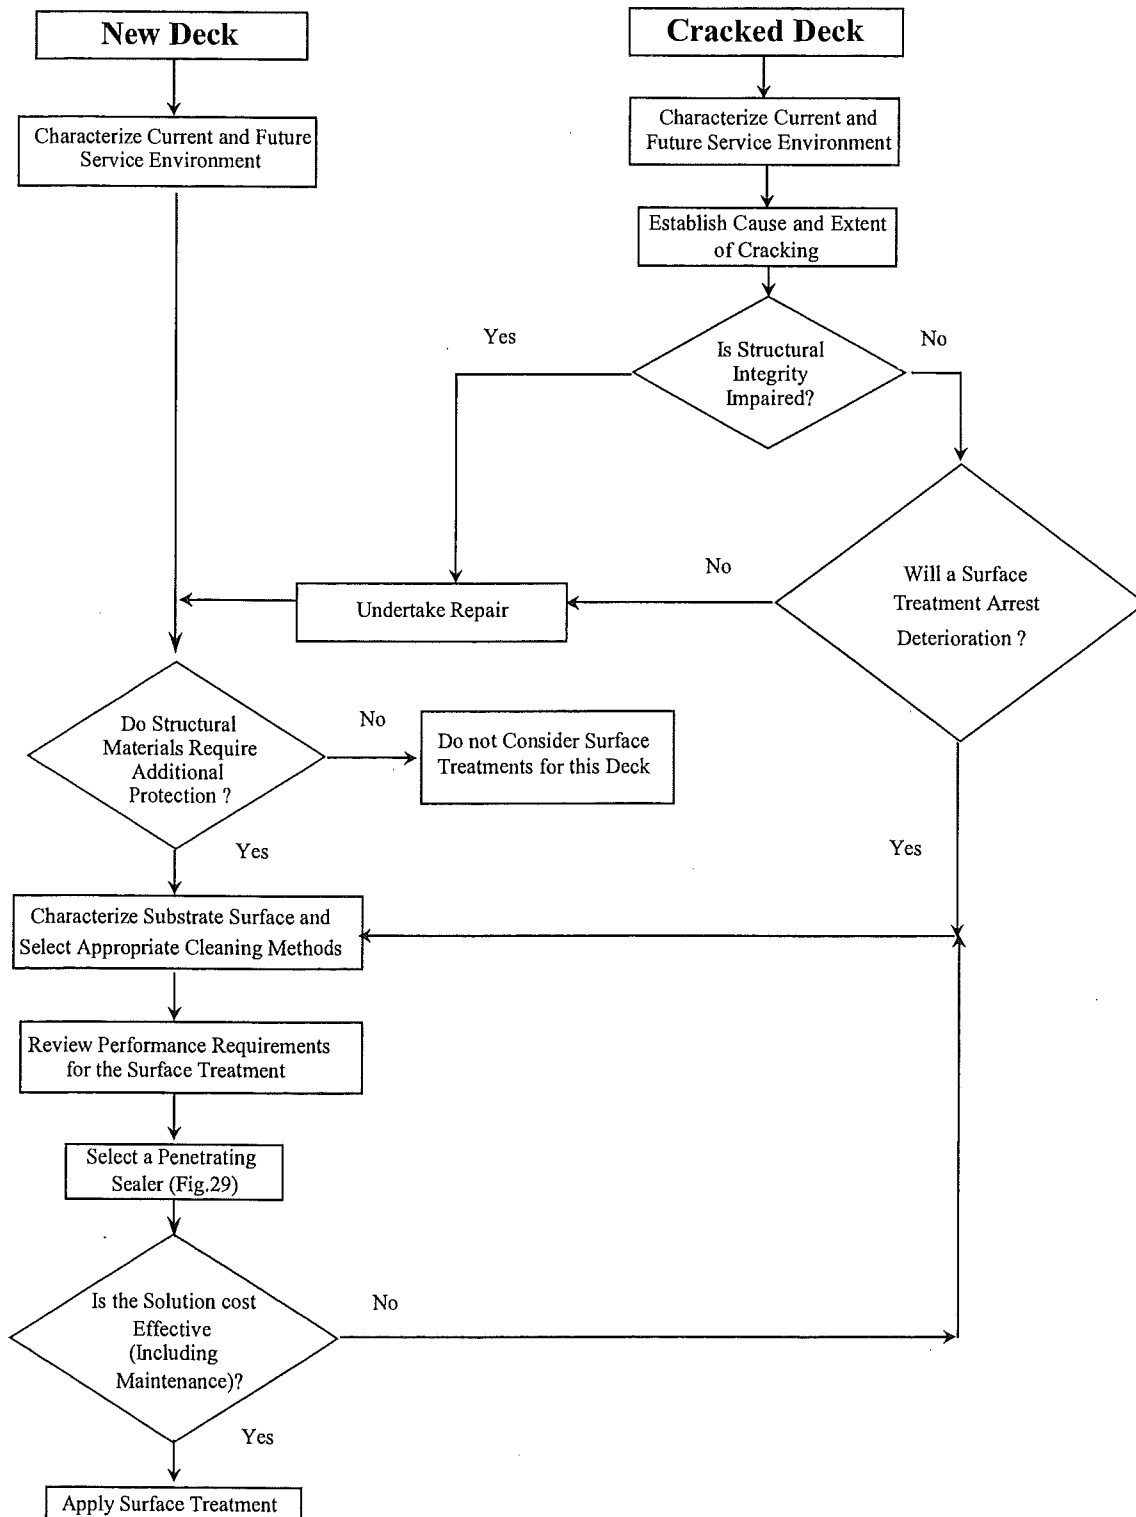 New Deck
Cracked Deck
Characterize Current and Future
Service Environment
Characterize Current and
Future Service Environment
Establish Cause and Extent
of Cracking
Yes
No
Is Structural
Integrity
Impaired?
No
Will a Surface
Treatment Arrest
Deterioration ?
Undertake Repair
Do Structural
Materials Require
Additional
Protection ?
No
Do not Consider Surface
Treatments for this Deck
Yes
Yes
Characterize Substrate Surface and
Select Appropriate Cleaning Methods
Review Performance Requirements
for the Surface Treatment
Select a Penetrating
Sealer (Fig.29)
Is the Solution cost
Effective
(Including
Maintenance)?
No
Yes
Apply Surface Treatment